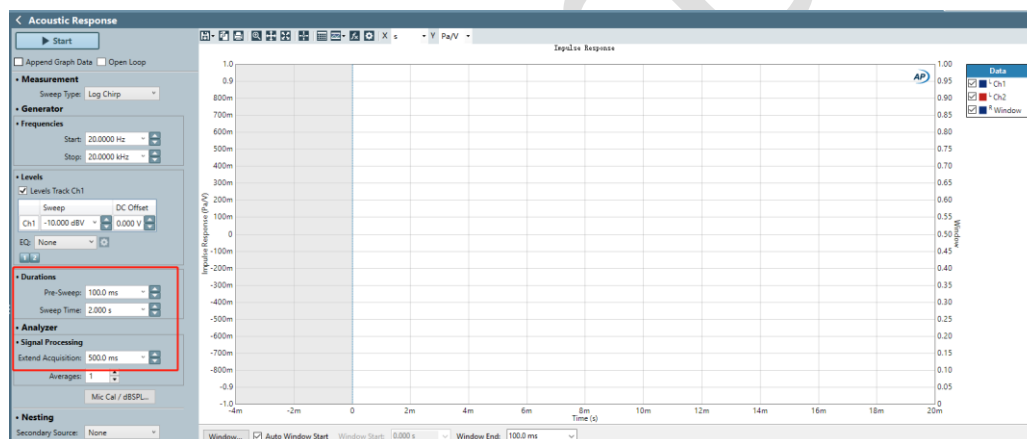 Acoustic Response
Start
X s Y Pa/V
Append Graph Data Open Loop
Measurement
Sweep Type: Log Chirp
Generator
Frequencies
Start: 20.0000 Hz
Stop: 20.0000 kHz
Levels
Levels Track Ch1
Sweep DC Offset
Ch1 -10.000 dBV 0.000 V
EQ: None
1 2
Durations
Pre-Sweep: 100.0 ms
Sweep Time: 2.000 s
Analyzer
Signal Processing
Extend Acquisition: 500.0 ms
Averages: 1
Mic Cal / dBSPL...
Nesting
Secondary Source: None
Impulse Response
AP
Impulse Response (Pa/V)
1.0
0.9
800m
700m
600m
500m
400m
300m
200m
100m
0
-100m
-200m
-300m
-400m
-500m
-600m
-700m
-800m
-0.9
-1.0
-4m -2m 0 2m 4m 6m 8m 10m 12m 14m 16m 18m 20m
Time (s)
1.00
0.95
0.90
0.85
0.80
0.75
0.70
0.65
0.60
0.55
0.50
0.45
0.40
0.35
0.30
0.25
0.20
0.15
0.10
0.05
0
Window
Data
L Ch1
L Ch2
R Window
Window... Auto Window Start Window Start: 0.000 s Window End: 100.0 ms